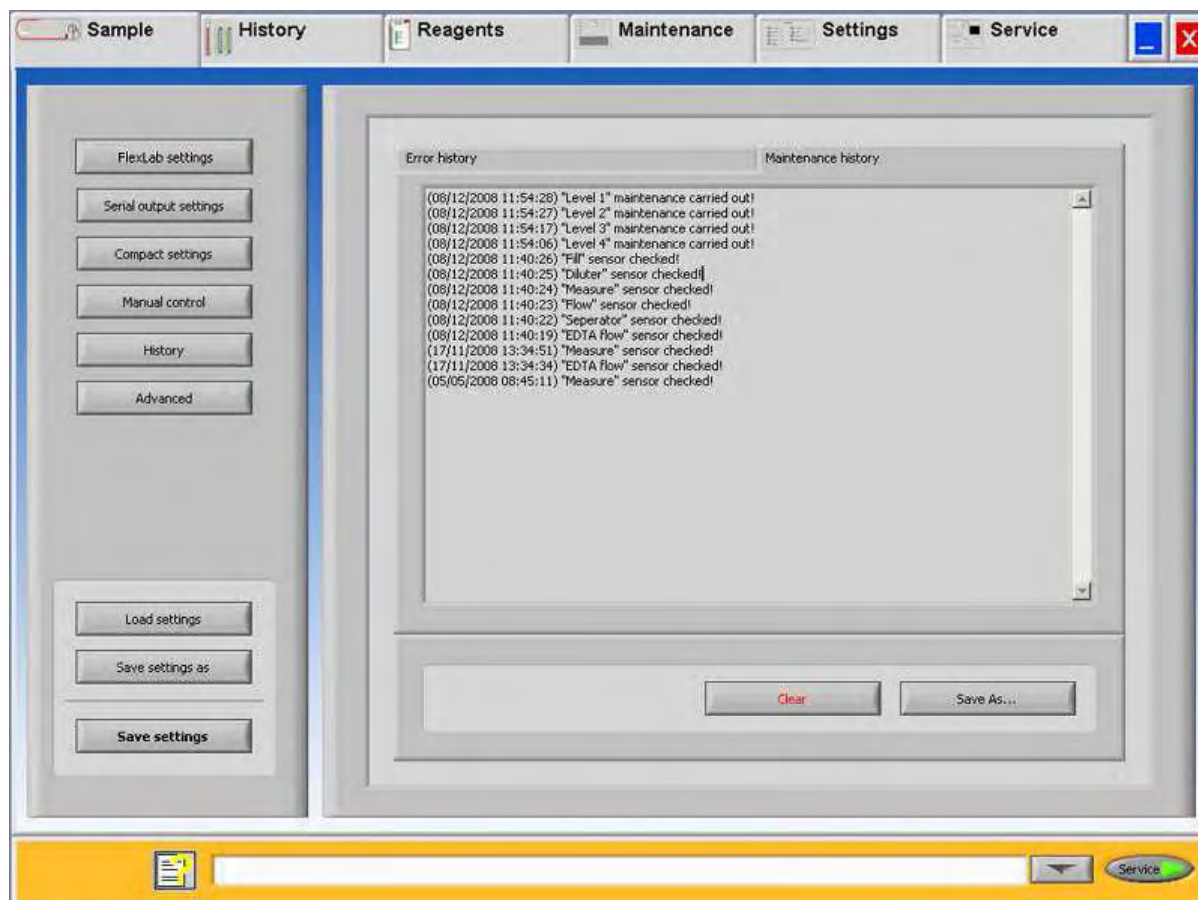 Sample History Reagents Maintenance Settings Service
FlexLab settings
Serial output settings
Compact settings
Manual control
History
Advanced
Load settings
Save settings as
Save settings
Error history Maintenance history
(08/12/2008 11:54:28) "Level 1" maintenance carried out!
(08/12/2008 11:54:27) "Level 2" maintenance carried out!
(08/12/2008 11:54:17) "Level 3" maintenance carried out!
(08/12/2008 11:54:06) "Level 4" maintenance carried out!
(08/12/2008 11:40:26) "Fill" sensor checked!
(08/12/2008 11:40:25) "Diluter" sensor checked!
(08/12/2008 11:40:24) "Measure" sensor checked!
(08/12/2008 11:40:23) "Flow" sensor checked!
(08/12/2008 11:40:22) "Seperator" sensor checked!
(08/12/2008 11:40:19) "EDTA flow" sensor checked!
(17/11/2008 13:34:51) "Measure" sensor checked!
(17/11/2008 13:34:34) "EDTA flow" sensor checked!
(05/05/2008 08:45:11) "Measure" sensor checked!
Clear Save As...
Service